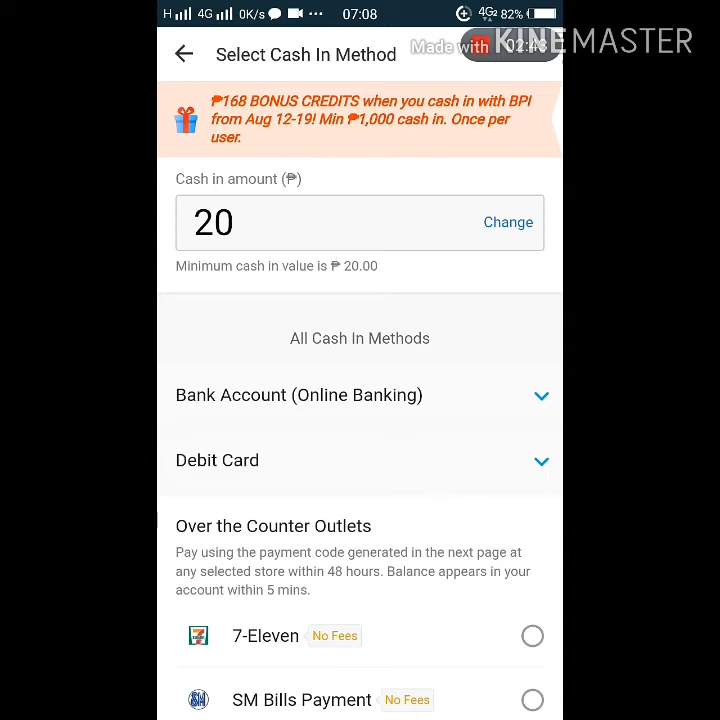 H 4G 0K/s 07:08 4G2 82%
Select Cash In Method
Made with KINEMASTER
02:43
₱168 BONUS CREDITS when you cash in with BPI
from Aug 12-19! Min ₱1,000 cash in. Once per
user.
Cash in amount (₱)
20 Change
Minimum cash in value is ₱ 20.00
All Cash In Methods
Bank Account (Online Banking)
Debit Card
Over the Counter Outlets
Pay using the payment code generated in the next page at
any selected store within 48 hours. Balance appears in your
account within 5 mins.
7-Eleven No Fees
SM SM Bills Payment No Fees